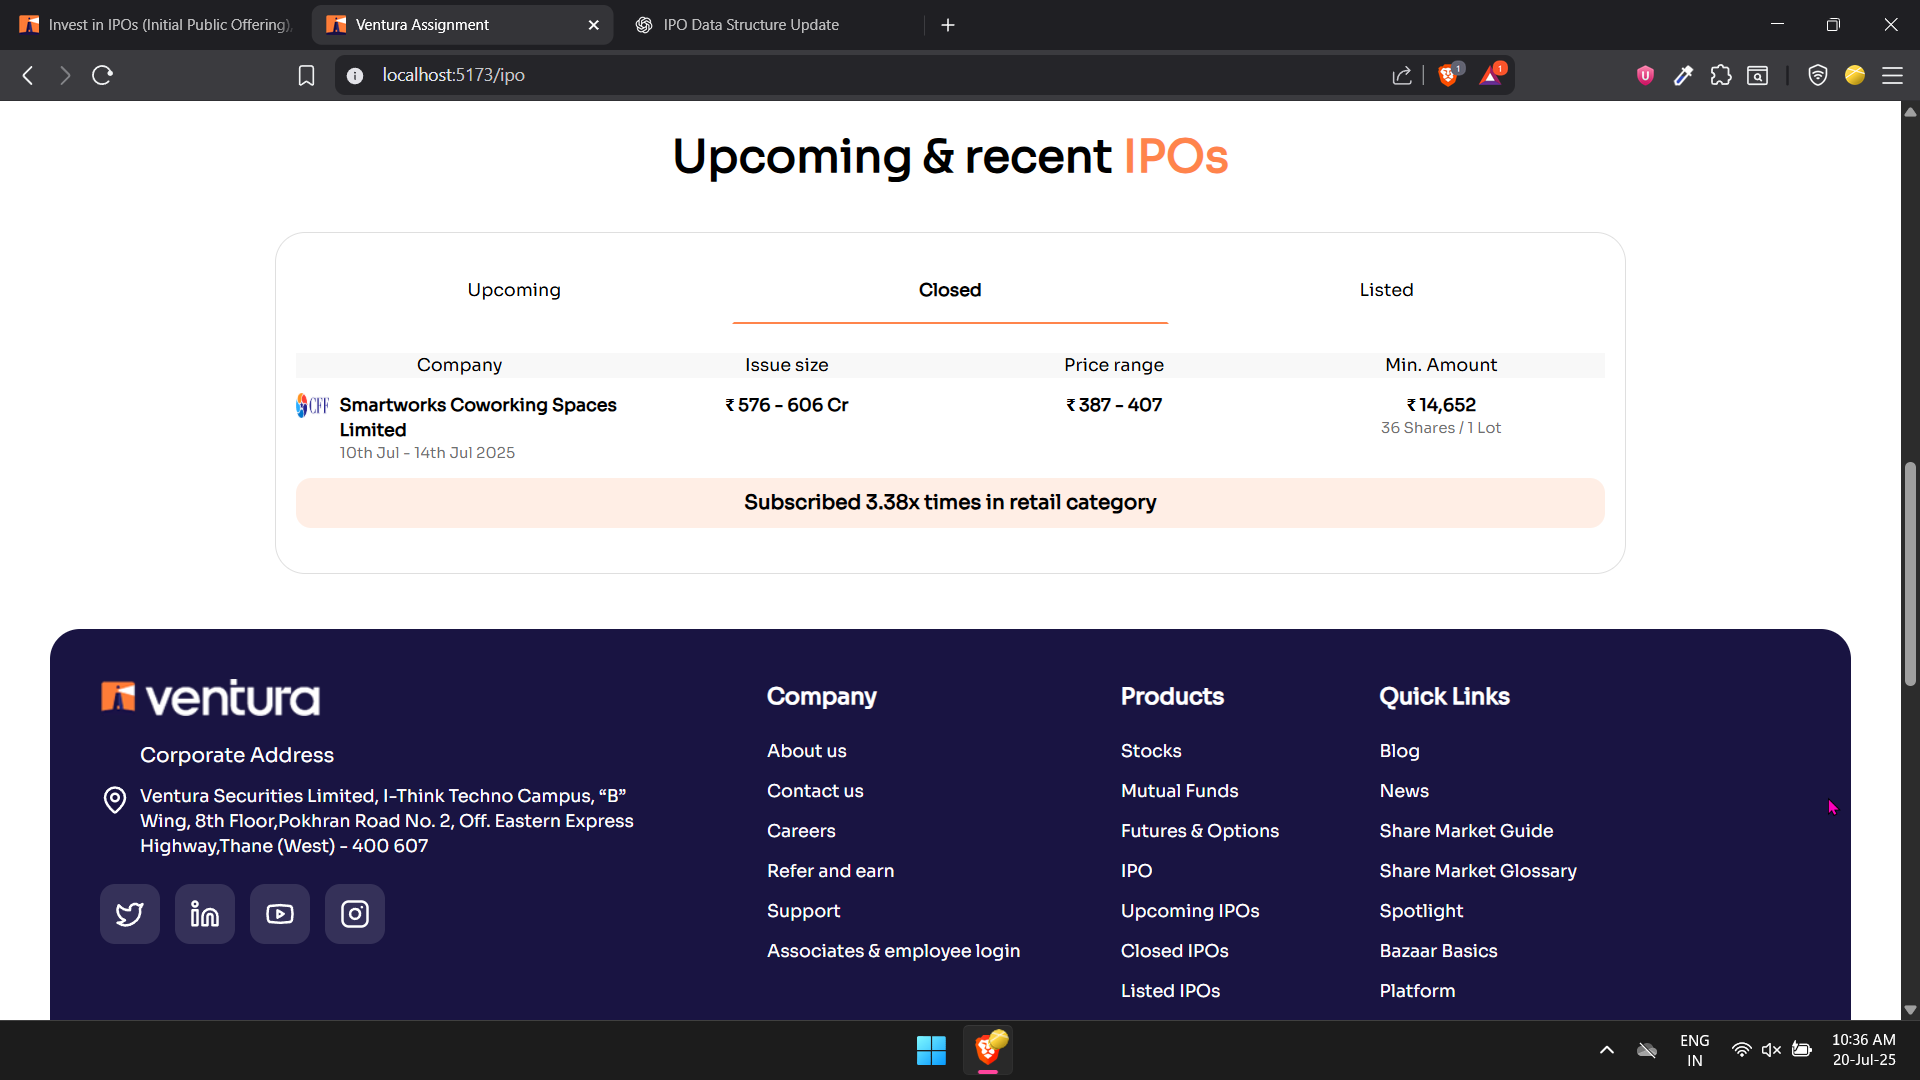 Invest in IPOs (Initial Public Offering)
Ventura Assignment
IPO Data Structure Update
localhost:5173/ipo
1
1
Upcoming & recent IPOs
Upcoming
Closed
Listed
Company
Issue size
Price range
Min. Amount
CFF
Smartworks Coworking Spaces
Limited
10th Jul - 14th Jul 2025
₹ 576 - 606 Cr
₹ 387 - 407
₹ 14,652
36 Shares / 1 Lot
Subscribed 3.38x times in retail category
ventura
Corporate Address
Ventura Securities Limited, I-Think Techno Campus, “B”
Wing, 8th Floor,Pokhran Road No. 2, Off. Eastern Express
Highway,Thane (West) - 400 607
Company
About us
Contact us
Careers
Refer and earn
Support
Associates & employee login
Products
Stocks
Mutual Funds
Futures & Options
IPO
Upcoming IPOs
Closed IPOs
Listed IPOs
Quick Links
Blog
News
Share Market Guide
Share Market Glossary
Spotlight
Bazaar Basics
Platform
ENG
IN
10:36 AM
20-Jul-25